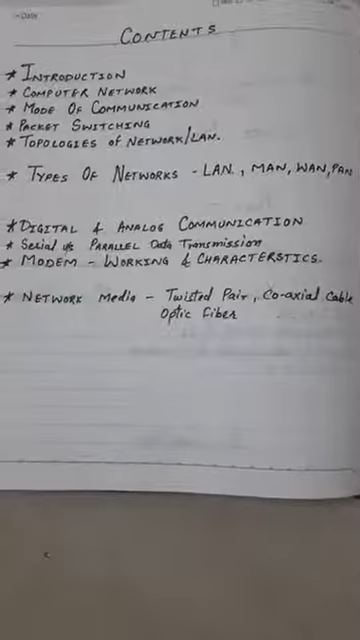 Date
CONTENTS
* INTRODUCTION
* COMPUTER NETWORK
* MODE OF COMMUNICATION
* PACKET SWITCHING
* TOPOLOGIES OF NETWORK/LAN.
* TYPES OF NETWORKS - LAN, MAN, WAN, PAN
* DIGITAL & ANALOG COMMUNICATION
* Serial v/s PARALLEL Data Transmission
* MODEM - WORKING & CHARACTERSTICS.
* NETWORK MEDIA - Twisted Pair, Co-axial Cable
Optic Fiber